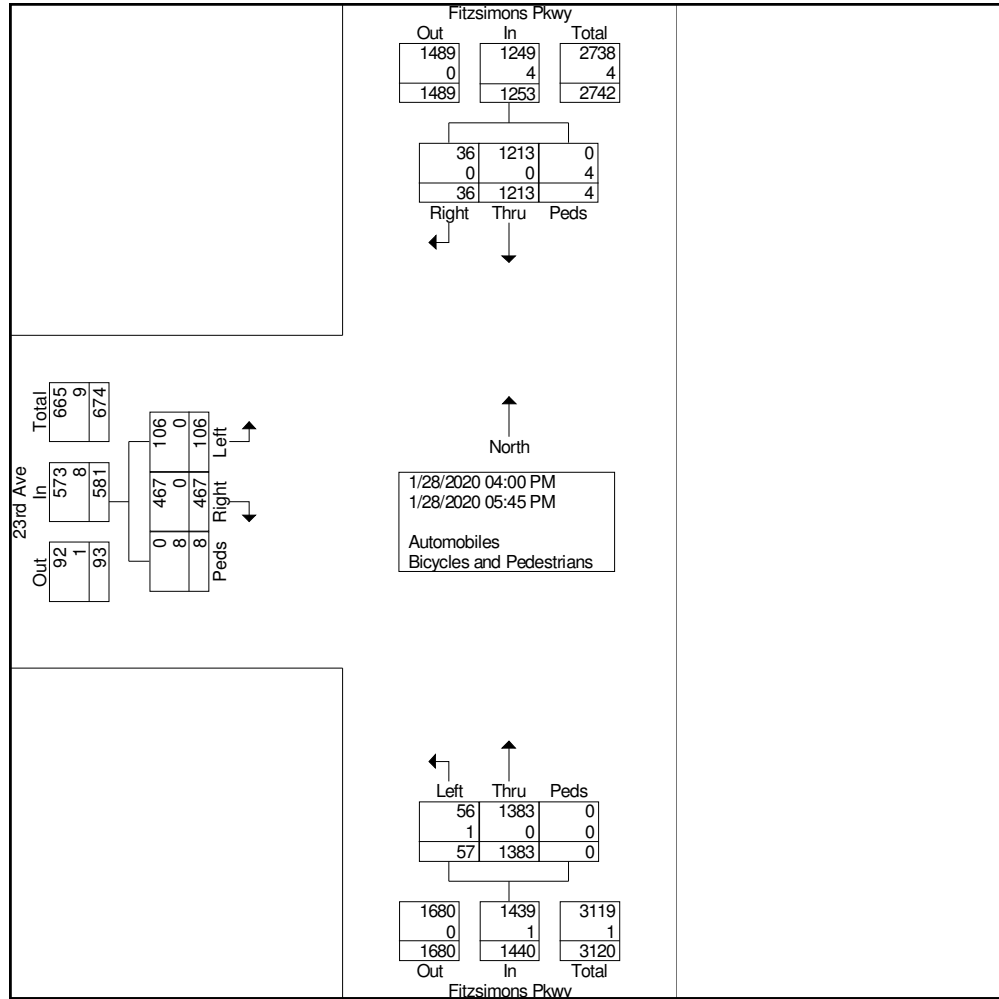 Fitzsimons Pkwy
Out In Total
1489 1249 2738
0 4 4
1489 1253 2742
36 1213 0
0 0 4
36 1213 4
Right Thru Peds
23rd Ave
Total
665
9
674
In
573
8
581
Out
92
1
93
106
0
106
Left
467
0
467
Right
0
8
8
Peds
North
1/28/2020 04:00 PM
1/28/2020 05:45 PM
Automobiles
Bicycles and Pedestrians
Left Thru Peds
56 1383 0
1 0 0
57 1383 0
1680 1439 3119
0 1 1
1680 1440 3120
Out In Total
Fitzsimons Pkwy